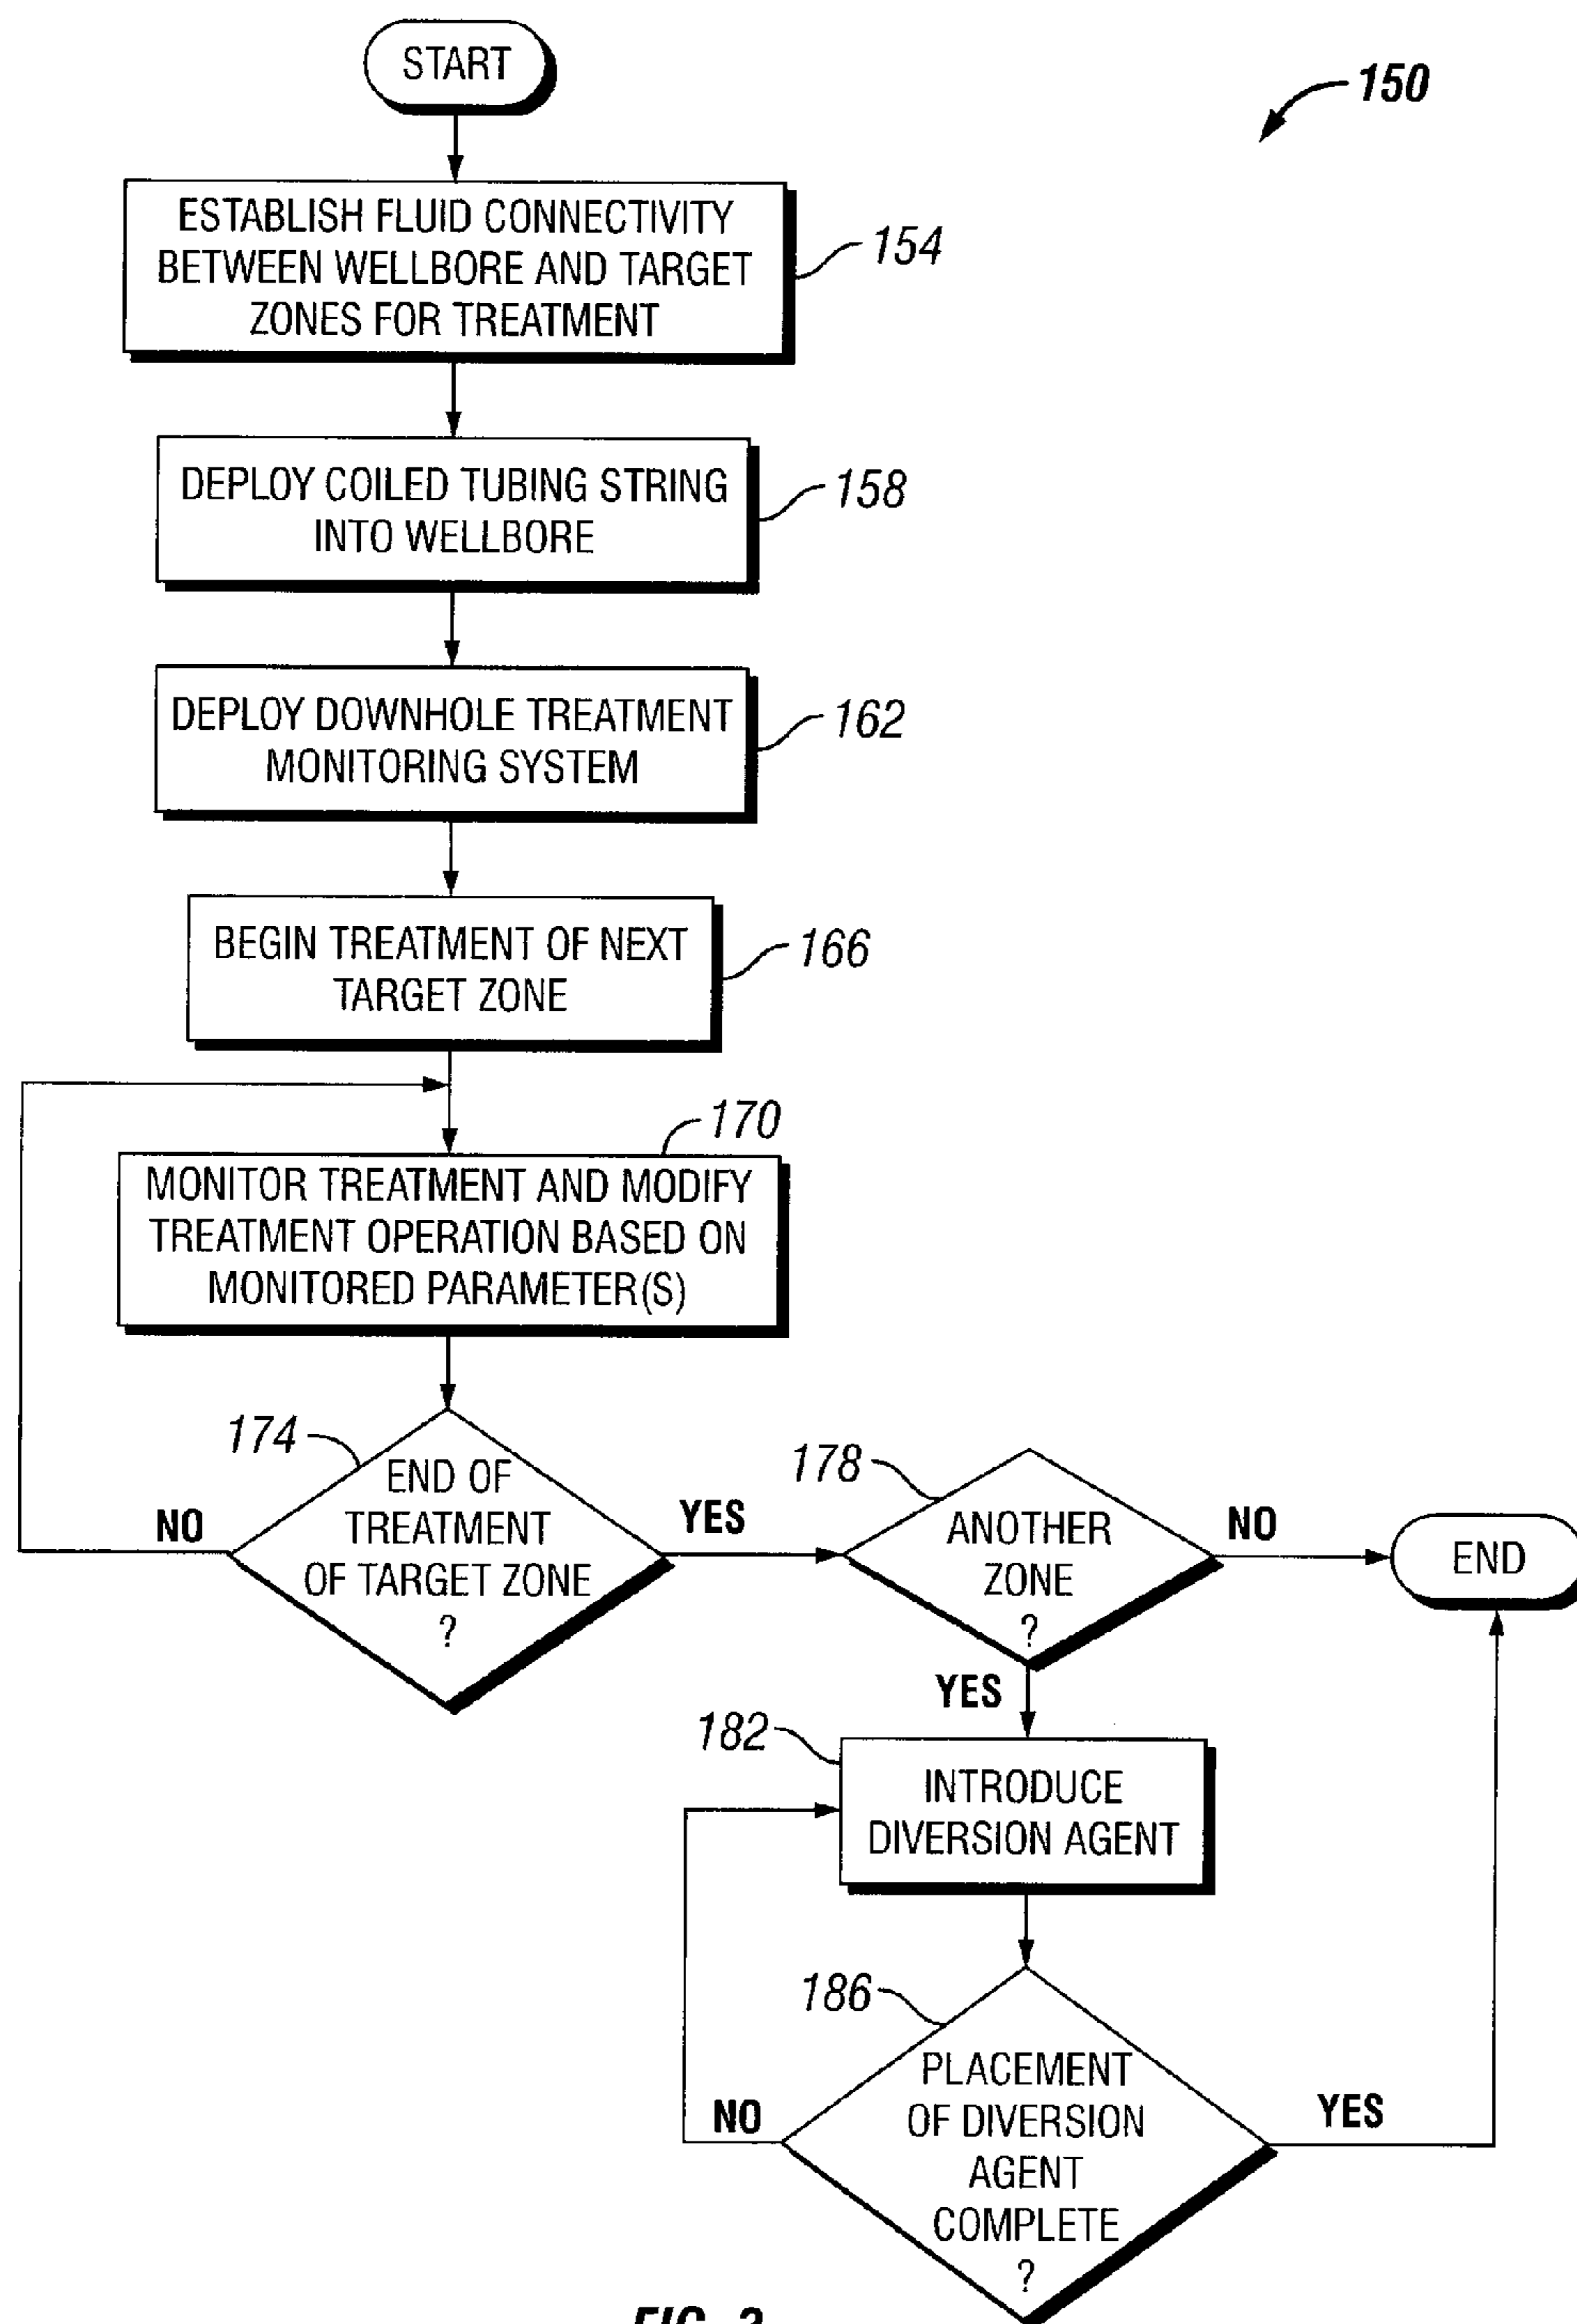 START
150
ESTABLISH FLUID CONNECTIVITY
BETWEEN WELLBORE AND TARGET
ZONES FOR TREATMENT
154
DEPLOY COILED TUBING STRING
INTO WELLBORE
158
DEPLOY DOWNHOLE TREATMENT
MONITORING SYSTEM
162
BEGIN TREATMENT OF NEXT
TARGET ZONE
166
170
MONITOR TREATMENT AND MODIFY
TREATMENT OPERATION BASED ON
MONITORED PARAMETER(S)
174
END OF
TREATMENT
OF TARGET ZONE
?
NO
YES
178
ANOTHER
ZONE
?
NO
END
YES
182
INTRODUCE
DIVERSION AGENT
186
PLACEMENT
OF DIVERSION
AGENT
COMPLETE
?
NO
YES